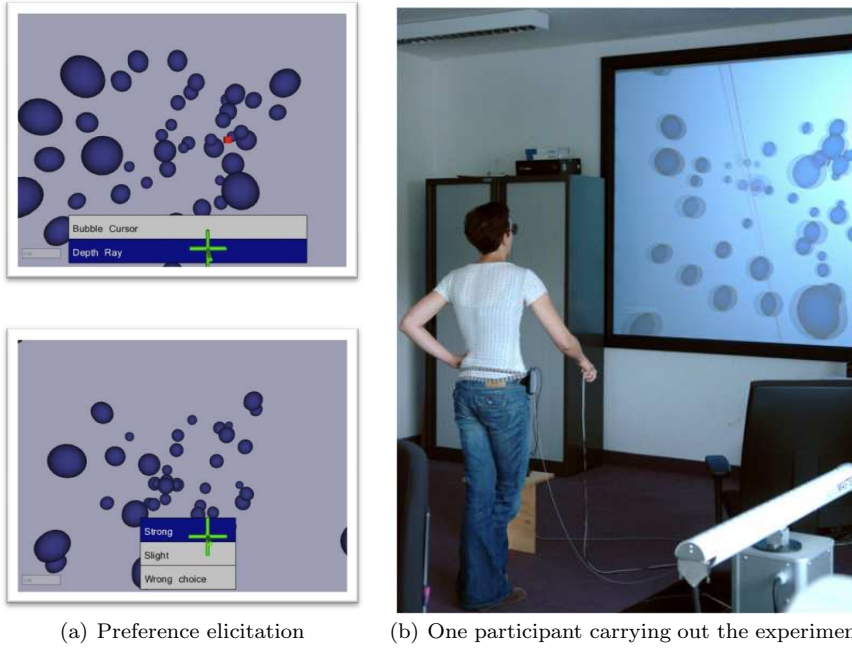 Bubble Cursor
Depth Ray
Strong
Slight
Wrong choice
(a) Preference elicitation
(b) One participant carrying out the experimen